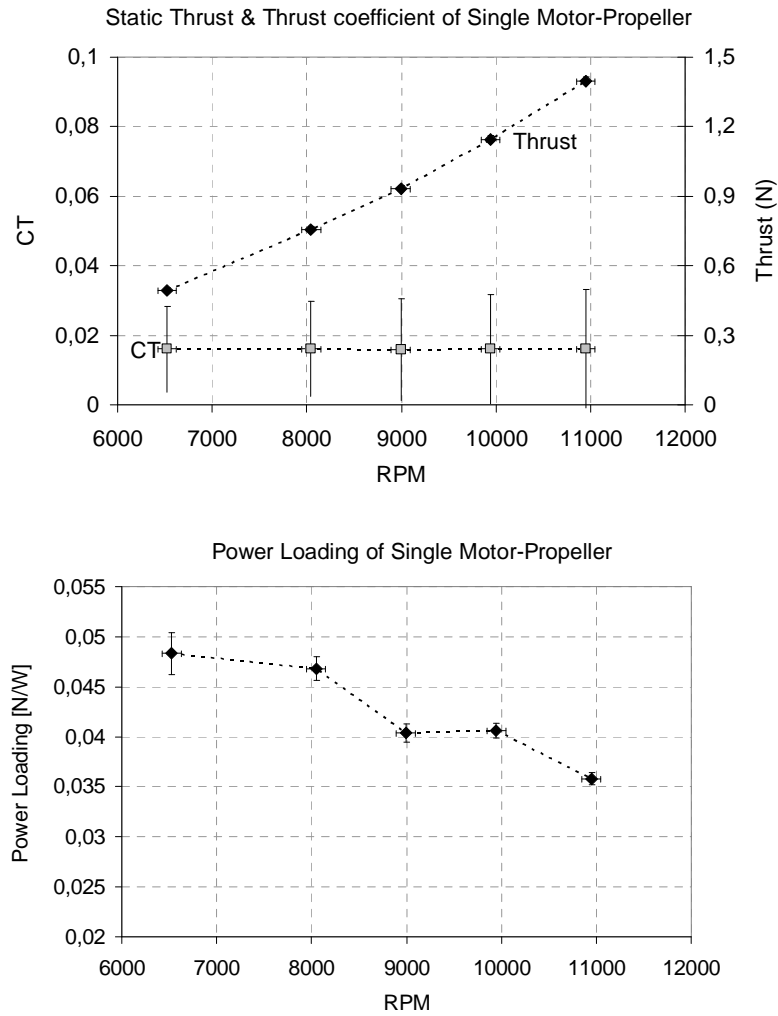 Static Thrust & Thrust coefficient of Single Motor-Propeller
0,1
0,08
0,06
0,04
0,02
0
CT
1,5
1,2
0,9
0,6
0,3
0
Thrust (N)
Thrust
CT
6000 7000 8000 9000 10000 11000 12000
RPM
Power Loading of Single Motor-Propeller
0,055
0,05
0,045
0,04
0,035
0,03
0,025
0,02
Power Loading [N/W]
6000 7000 8000 9000 10000 11000 12000
RPM